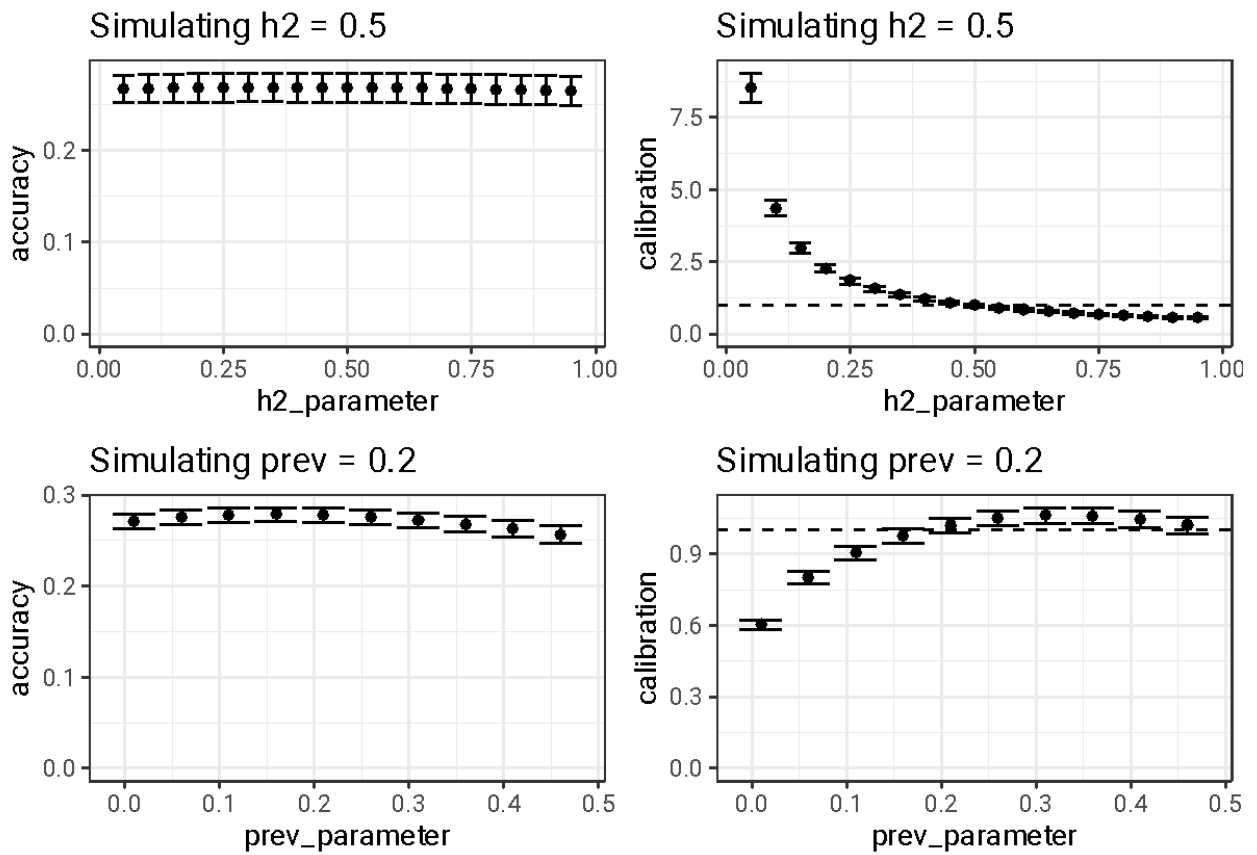 Simulating h2 = 0.5
accuracy
0.2
0.1
0.0
0.00 0.25 0.50 0.75 1.00
h2_parameter
Simulating h2 = 0.5
calibration
7.5
5.0
2.5
0.0
0.00 0.25 0.50 0.75 1.00
h2_parameter
Simulating prev = 0.2
accuracy
0.3
0.2
0.1
0.0
0.0 0.1 0.2 0.3 0.4 0.5
prev_parameter
Simulating prev = 0.2
calibration
0.9
0.6
0.3
0.0
0.0 0.1 0.2 0.3 0.4 0.5
prev_parameter